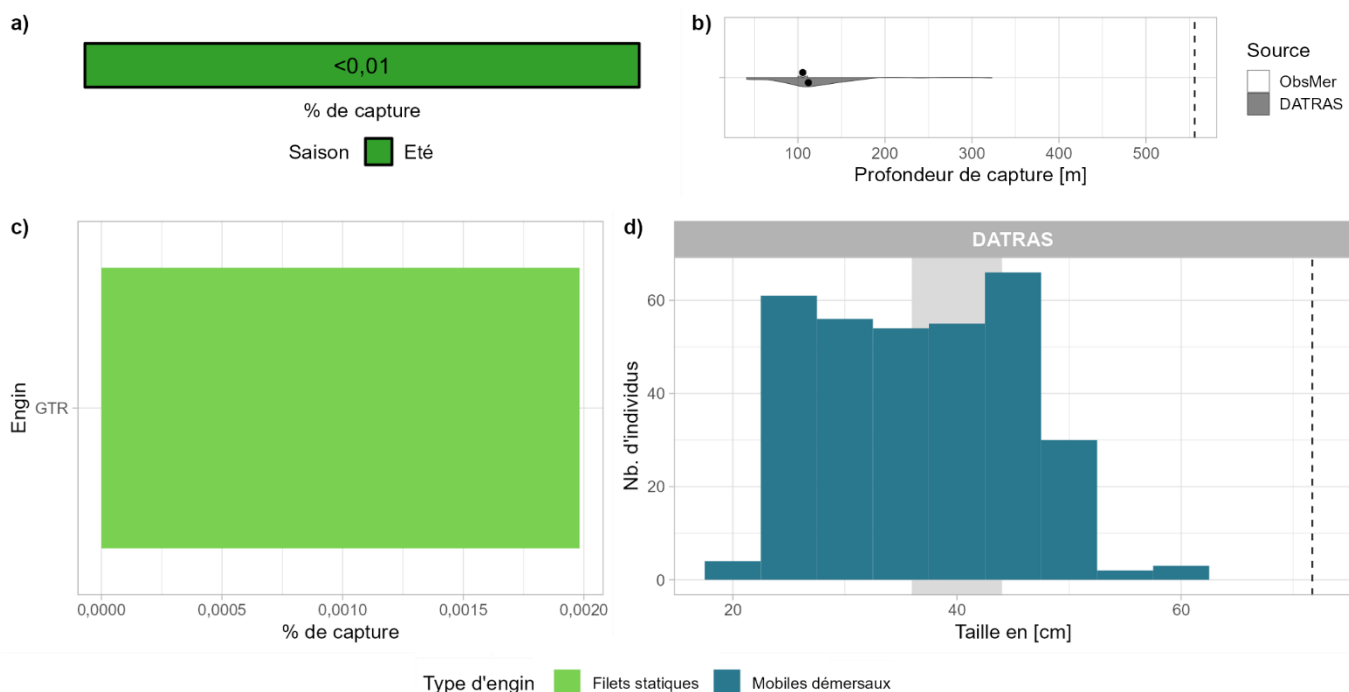 a)
<0,01
% de capture
Saison Eté
b)
100 200 300 400 500
Profondeur de capture [m]
Source
ObsMer
DATRAS
c)
Engin
GTR
0,0000 0,0005 0,0010 0,0015 0,0020
% de capture
d)
DATRAS
Nb. d'individus
60
40
20
0
20 40 60
Taille en [cm]
Type d'engin Filets statiques Mobiles démersaux